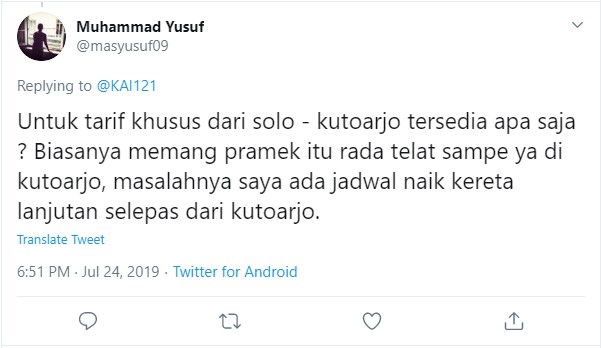 Muhammad Yusuf
@masyusuf09
Replying to @KAI121
Untuk tarif khusus dari solo - kutoarjo tersedia apa saja
? Biasanya memang pramek itu rada telat sampe ya di
kutoarjo, masalahnya saya ada jadwal naik kereta
lanjutan selepas dari kutoarjo.
Translate Tweet
6:51 PM · Jul 24, 2019 · Twitter for Android